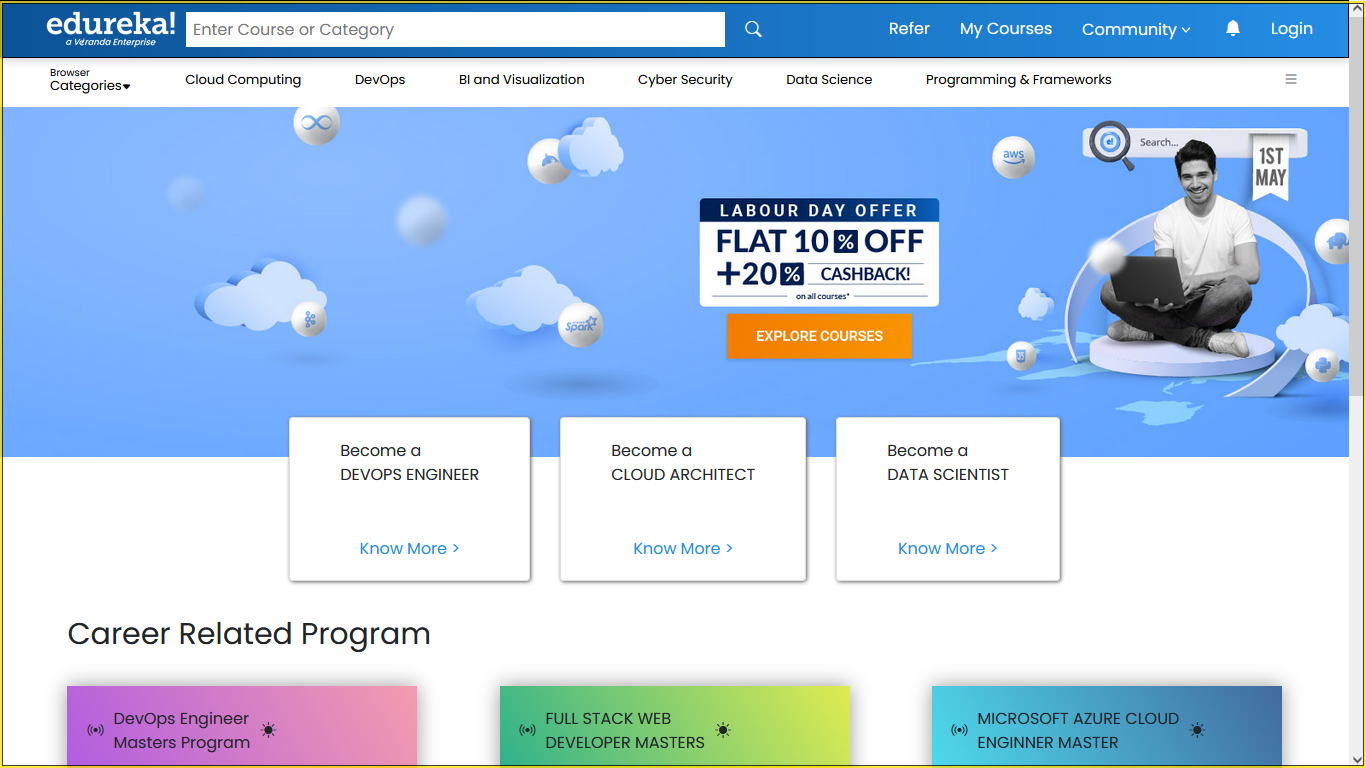 edureka!
a Veranda Enterprise
Enter Course or Category
Refer
My Courses
Community
Login
Browser
Categories
Cloud Computing
DevOps
BI and Visualization
Cyber Security
Data Science
Programming & Frameworks
aws
e!
Search...
1ST
MAY
LABOUR DAY OFFER
FLAT 10% OFF
+20% CASHBACK!
on all courses*
EXPLORE COURSES
Spark
Become a
DEVOPS ENGINEER
Know More >
Become a
CLOUD ARCHITECT
Know More >
Become a
DATA SCIENTIST
Know More >
Career Related Program
DevOps Engineer
Masters Program
FULL STACK WEB
DEVELOPER MASTERS
MICROSOFT AZURE CLOUD
ENGINNER MASTER